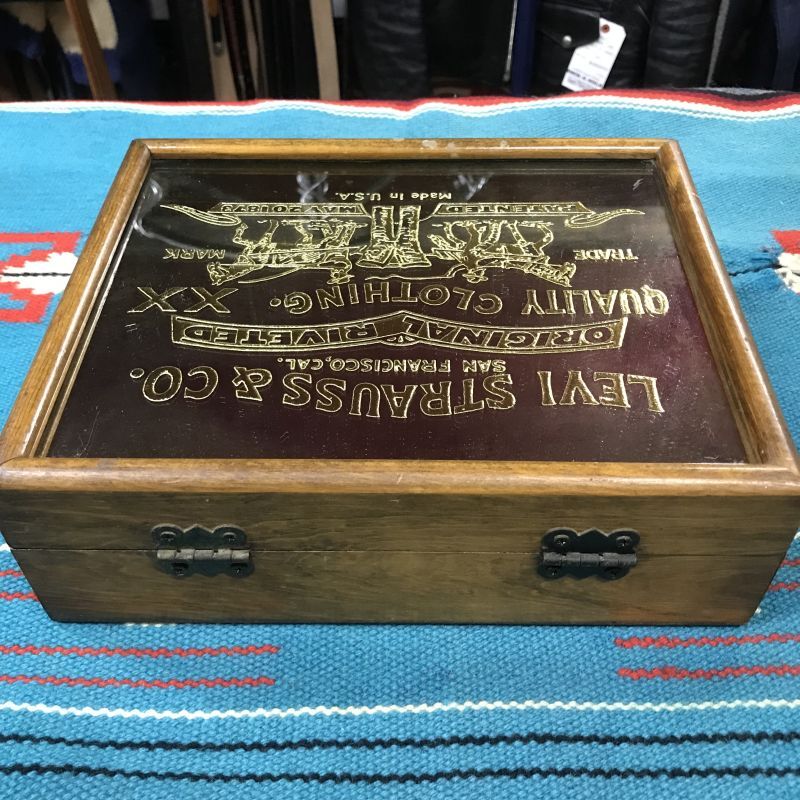 LEVI STRAUSS & CO.
SAN FRANCISCO, CAL.
ORIGINAL RIVETED
QUALITY CLOTHING. XX
TRADE MARK
PATENTED MAY 20 1873
Made in U.S.A.